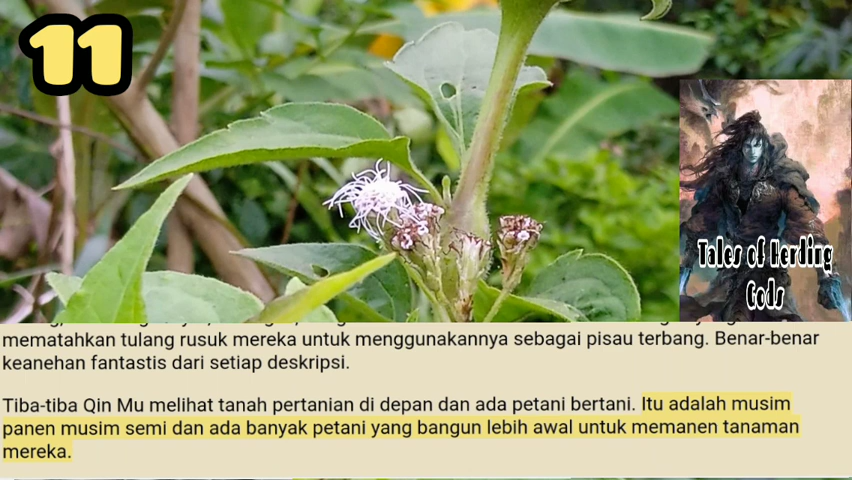 11
Tales of Herding
Gods
mematahkan tulang rusuk mereka untuk menggunakannya sebagai pisau terbang. Benar-benar
keanehan fantastis dari setiap deskripsi.
Tiba-tiba Qin Mu melihat tanah pertanian di depan dan ada petani bertani. Itu adalah musim
panen musim semi dan ada banyak petani yang bangun lebih awal untuk memanen tanaman
mereka.